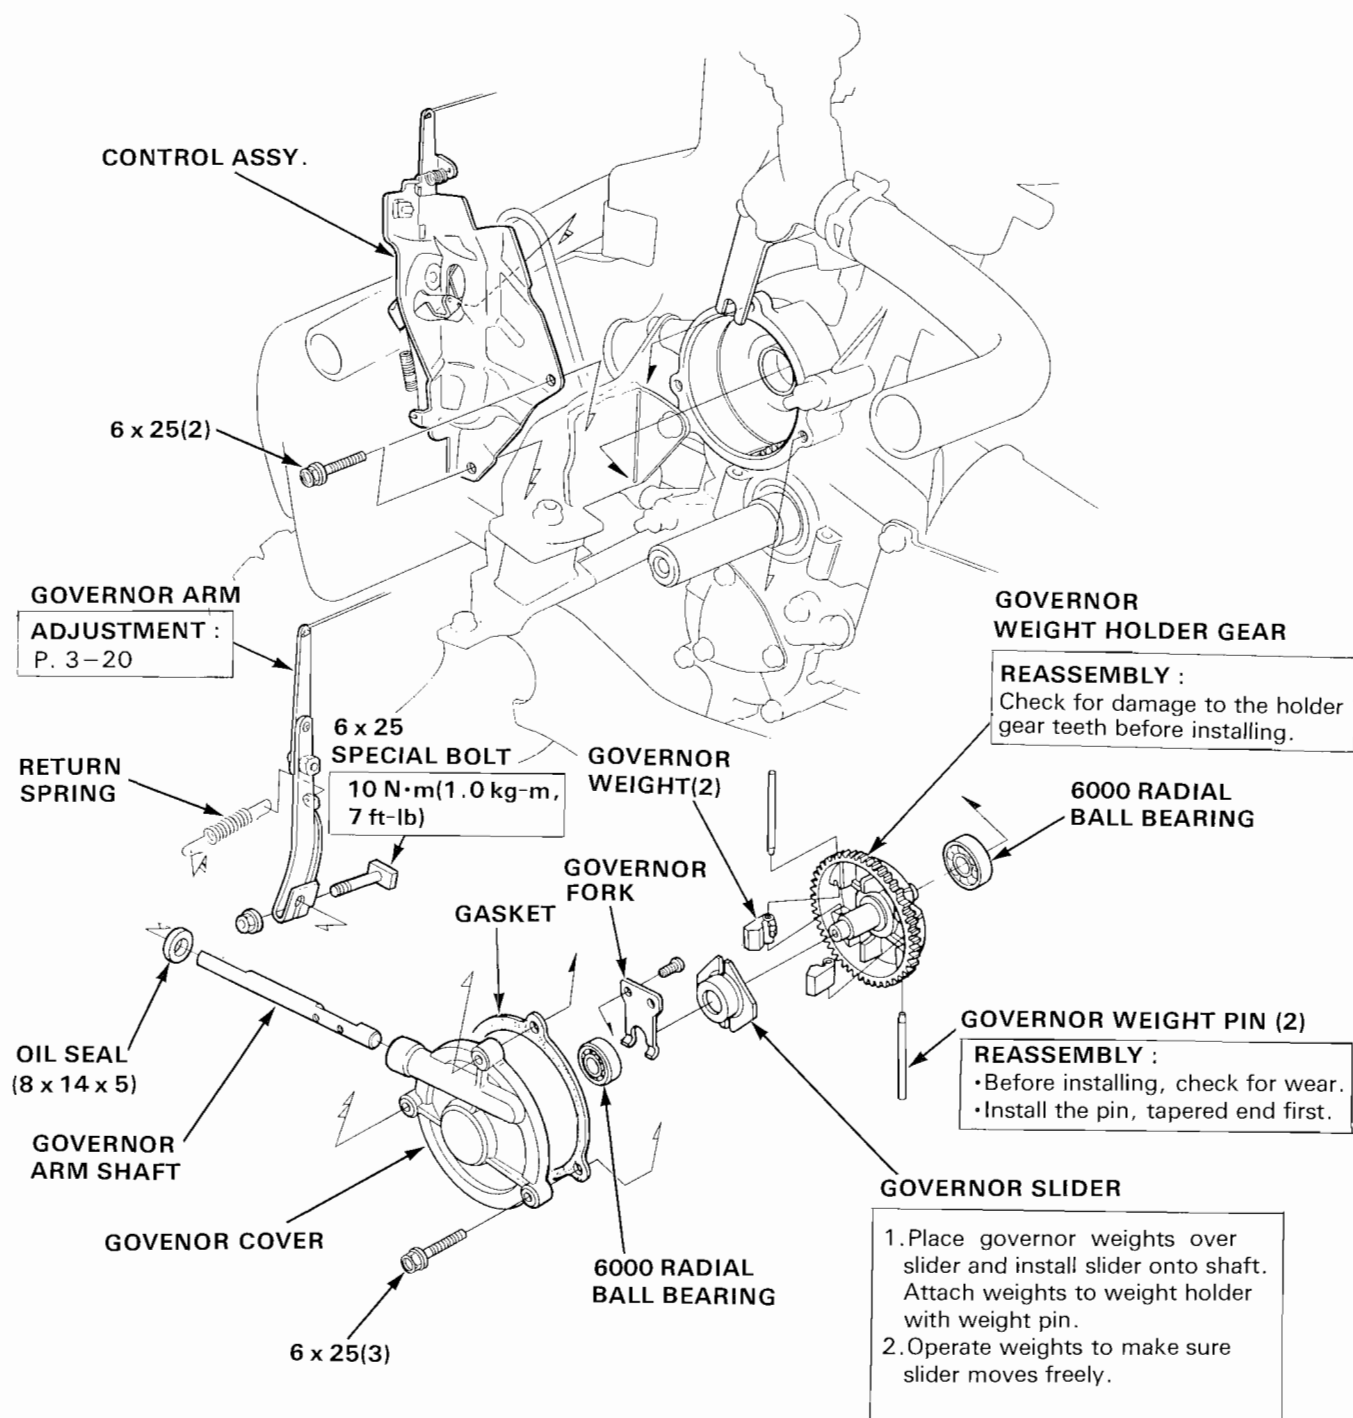 CONTROL ASSY.
6 x 25(2)
GOVERNOR ARM
ADJUSTMENT :
P. 3–20
GOVERNOR
WEIGHT HOLDER GEAR
REASSEMBLY :
Check for damage to the holder
gear teeth before installing.
6 x 25
SPECIAL BOLT
10 N·m(1.0 kg-m,
7 ft-lb)
RETURN
SPRING
GOVERNOR
WEIGHT(2)
6000 RADIAL
BALL BEARING
GOVERNOR
FORK
GASKET
OIL SEAL
(8 x 14 x 5)
GOVERNOR WEIGHT PIN (2)
REASSEMBLY :
·Before installing, check for wear.
·Install the pin, tapered end first.
GOVERNOR
ARM SHAFT
GOVENOR COVER
6000 RADIAL
BALL BEARING
6 x 25(3)
GOVERNOR SLIDER
1.Place governor weights over
slider and install slider onto shaft.
Attach weights to weight holder
with weight pin.
2.Operate weights to make sure
slider moves freely.